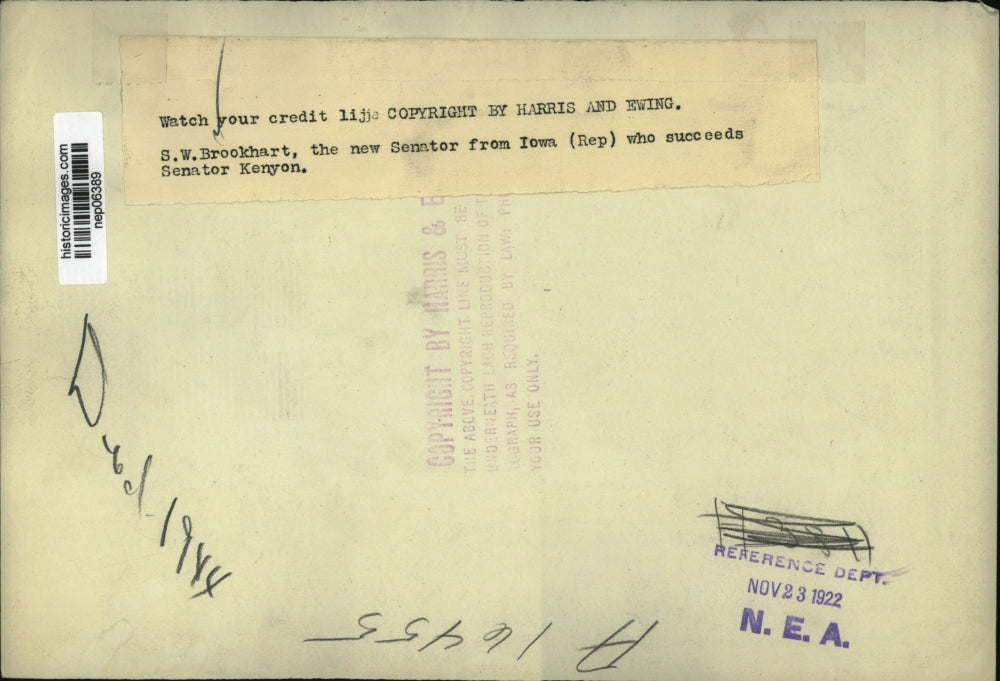 Watch your credit lijje COPYRIGHT BY HARRIS AND EWING.
S.W.Brookhart, the new Senator from Iowa (Rep) who succeeds
Senator Kenyon.
historicimages.com
nep06389
COPYRIGHT BY HARRIS & E
THE ABOVE COPYRIGHT LINE MUST BE
UNDERNEATH EACH REPRODUCTION OF T
TOGRAPH, AS REQUIRED BY LAW: PH
YOUR USE ONLY.
REFERENCE DEPT.
NOV 23 1922
N. E. A.
A 16455